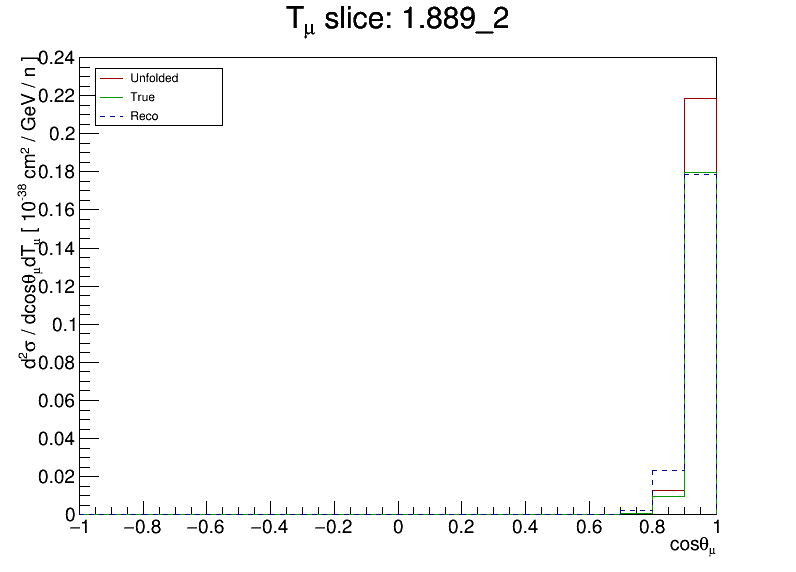 T_μ slice: 1.889_2
d²σ / dcosθ_μdT_μ [ 10⁻³⁸ cm² / GeV / n ]
Unfolded
True
Reco
0.24
0.22
0.2
0.18
0.16
0.14
0.12
0.1
0.08
0.06
0.04
0.02
0
−1 −0.8 −0.6 −0.4 −0.2 0 0.2 0.4 0.6 0.8 1
cosθ_μ